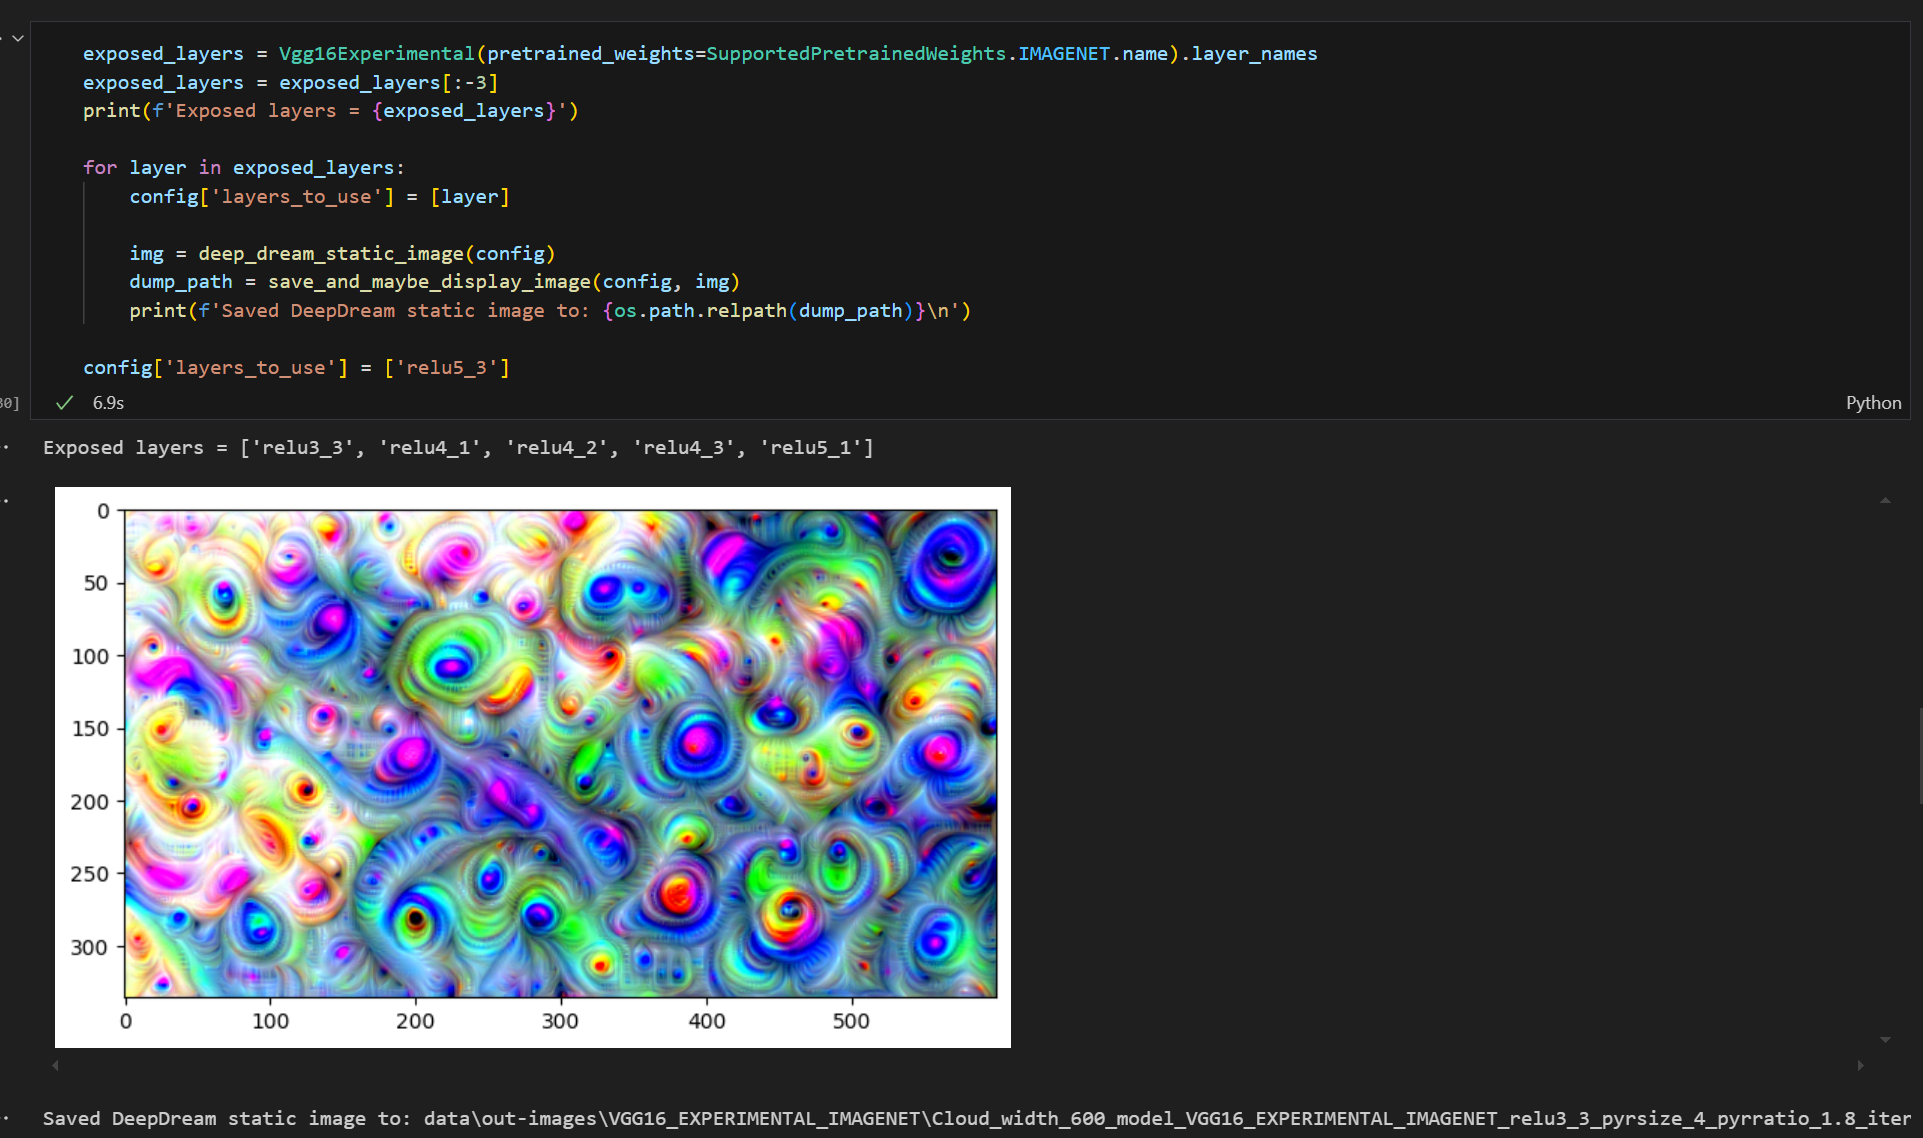 exposed_layers = Vgg16Experimental(pretrained_weights=SupportedPretrainedWeights.IMAGENET.name).layer_names
exposed_layers = exposed_layers[:-3]
print(f'Exposed layers = {exposed_layers}')
for layer in exposed_layers:
config['layers_to_use'] = [layer]
img = deep_dream_static_image(config)
dump_path = save_and_maybe_display_image(config, img)
print(f'Saved DeepDream static image to: {os.path.relpath(dump_path)}\n')
config['layers_to_use'] = ['relu5_3']
6.9s
Python
Exposed layers = ['relu3_3', 'relu4_1', 'relu4_2', 'relu4_3', 'relu5_1']
0
50
100
150
200
250
300
0 100 200 300 400 500
Saved DeepDream static image to: data\out-images\VGG16_EXPERIMENTAL_IMAGENET\Cloud_width_600_model_VGG16_EXPERIMENTAL_IMAGENET_relu3_3_pyrsize_4_pyrratio_1.8_iter